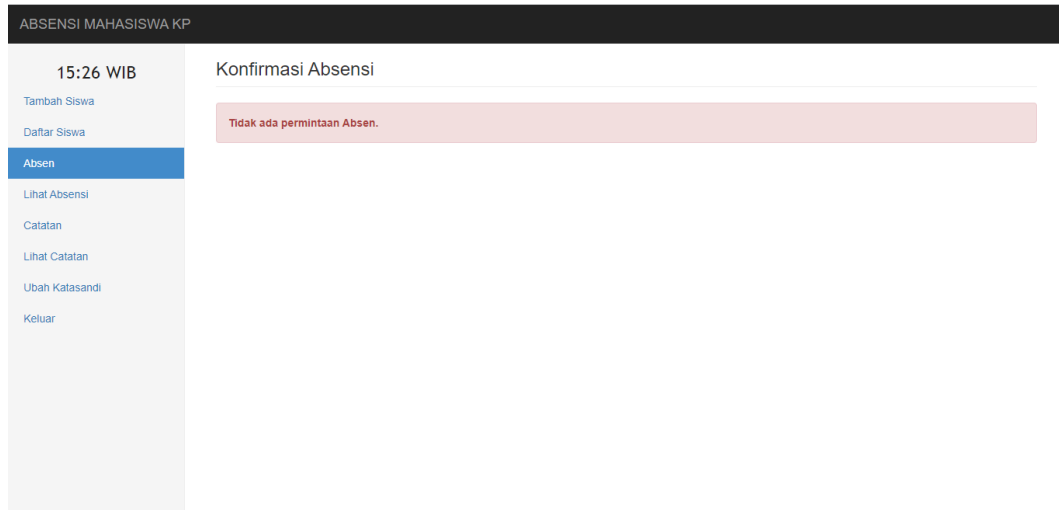 ABSENSI MAHASISWA KP
15:26 WIB
Tambah Siswa
Daftar Siswa
Absen
Lihat Absensi
Catatan
Lihat Catatan
Ubah Katasandi
Keluar
Konfirmasi Absensi
Tidak ada permintaan Absen.